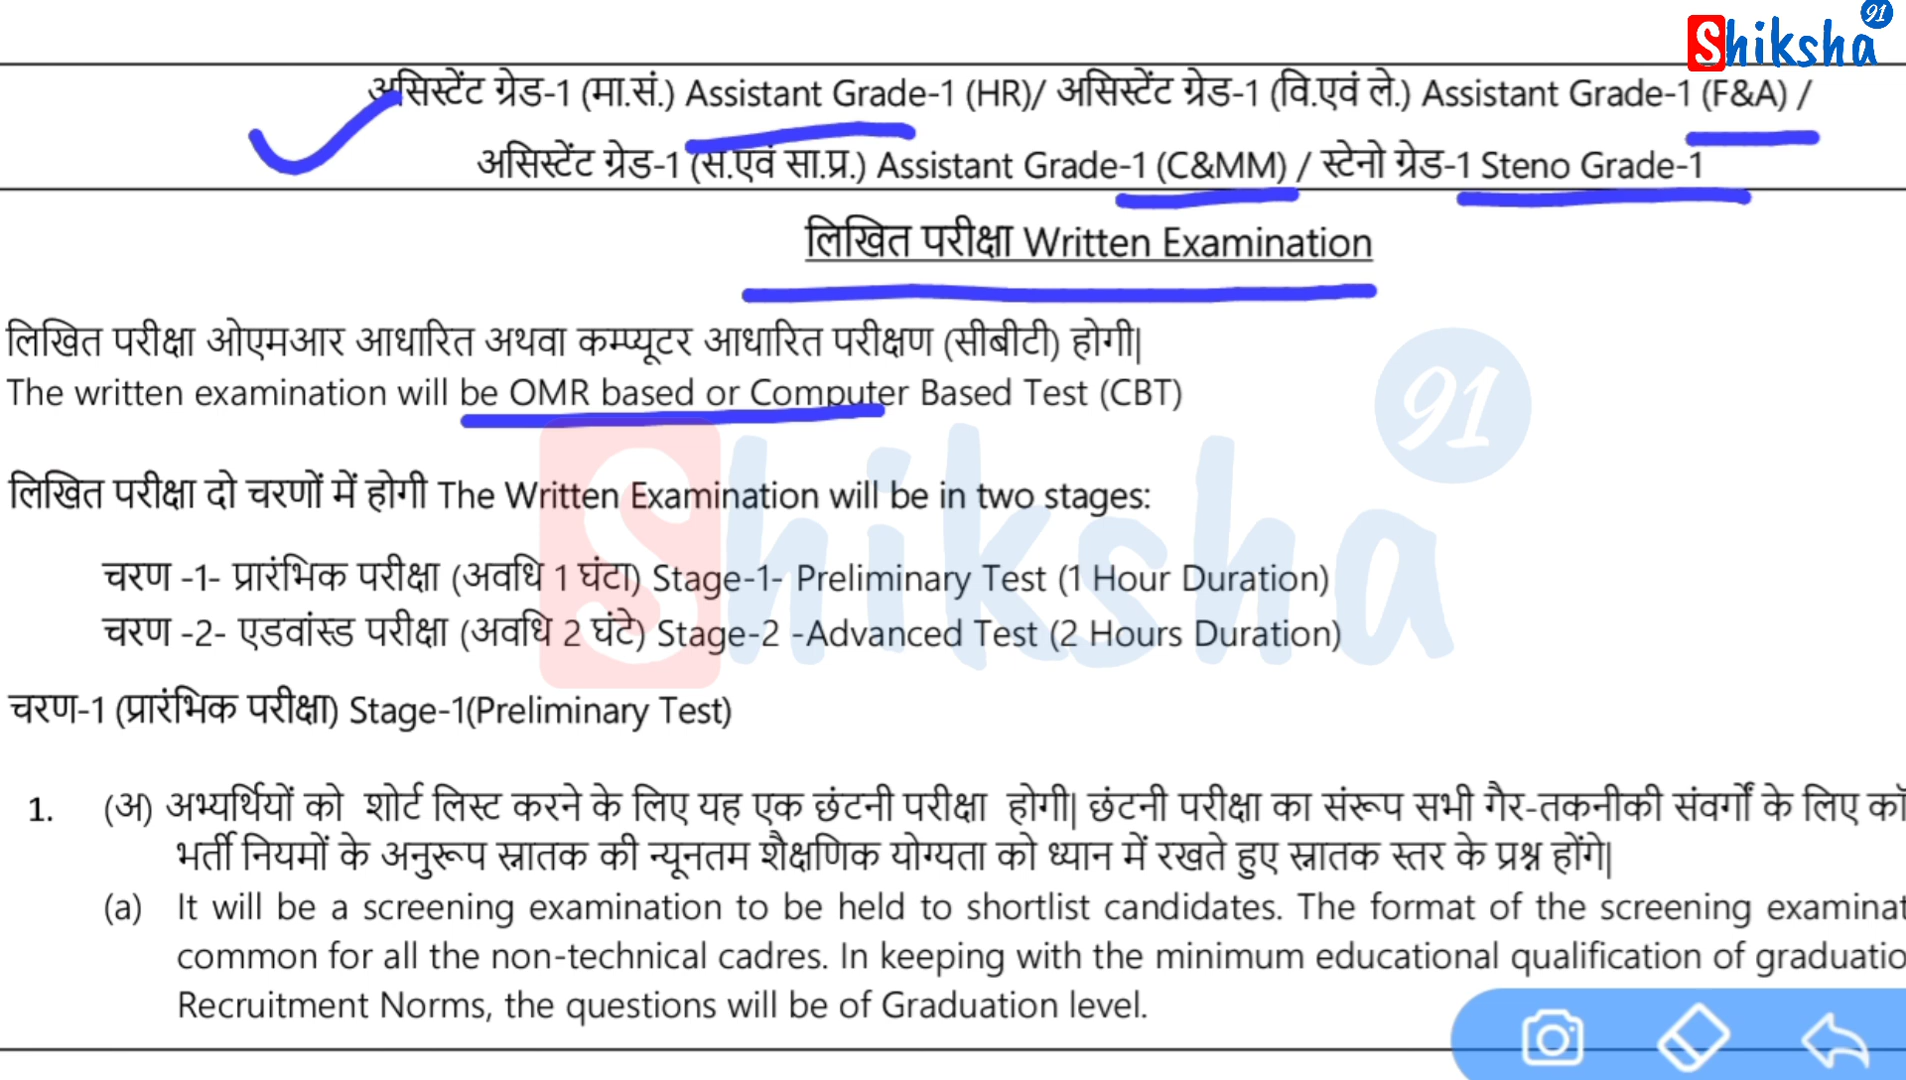 Shiksha 91
असिस्टेंट ग्रेड-1 (मा.सं.) Assistant Grade-1 (HR)/ असिस्टेंट ग्रेड-1 (वि.एवं ले.) Assistant Grade-1 (F&A) /
असिस्टेंट ग्रेड-1 (स.एवं सा.प्र.) Assistant Grade-1 (C&MM) / स्टेनो ग्रेड-1 Steno Grade-1
लिखित परीक्षा Written Examination
लिखित परीक्षा ओएमआर आधारित अथवा कम्प्यूटर आधारित परीक्षण (सीबीटी) होगी|
The written examination will be OMR based or Computer Based Test (CBT)
Shiksha 91
लिखित परीक्षा दो चरणों में होगी The Written Examination will be in two stages:
चरण -1- प्रारंभिक परीक्षा (अवधि 1 घंटा) Stage-1- Preliminary Test (1 Hour Duration)
चरण -2- एडवांस्ड परीक्षा (अवधि 2 घंटे) Stage-2 -Advanced Test (2 Hours Duration)
चरण-1 (प्रारंभिक परीक्षा) Stage-1(Preliminary Test)
1. (अ) अभ्यर्थियों को शोर्ट लिस्ट करने के लिए यह एक छंटनी परीक्षा होगी| छंटनी परीक्षा का संरूप सभी गैर-तकनीकी संवर्गों के लिए
भर्ती नियमों के अनुरूप स्नातक की न्यूनतम शैक्षणिक योग्यता को ध्यान में रखते हुए स्नातक स्तर के प्रश्न होंगे|
(a) It will be a screening examination to be held to shortlist candidates. The format of the screening examinat
common for all the non-technical cadres. In keeping with the minimum educational qualification of graduatio
Recruitment Norms, the questions will be of Graduation level.